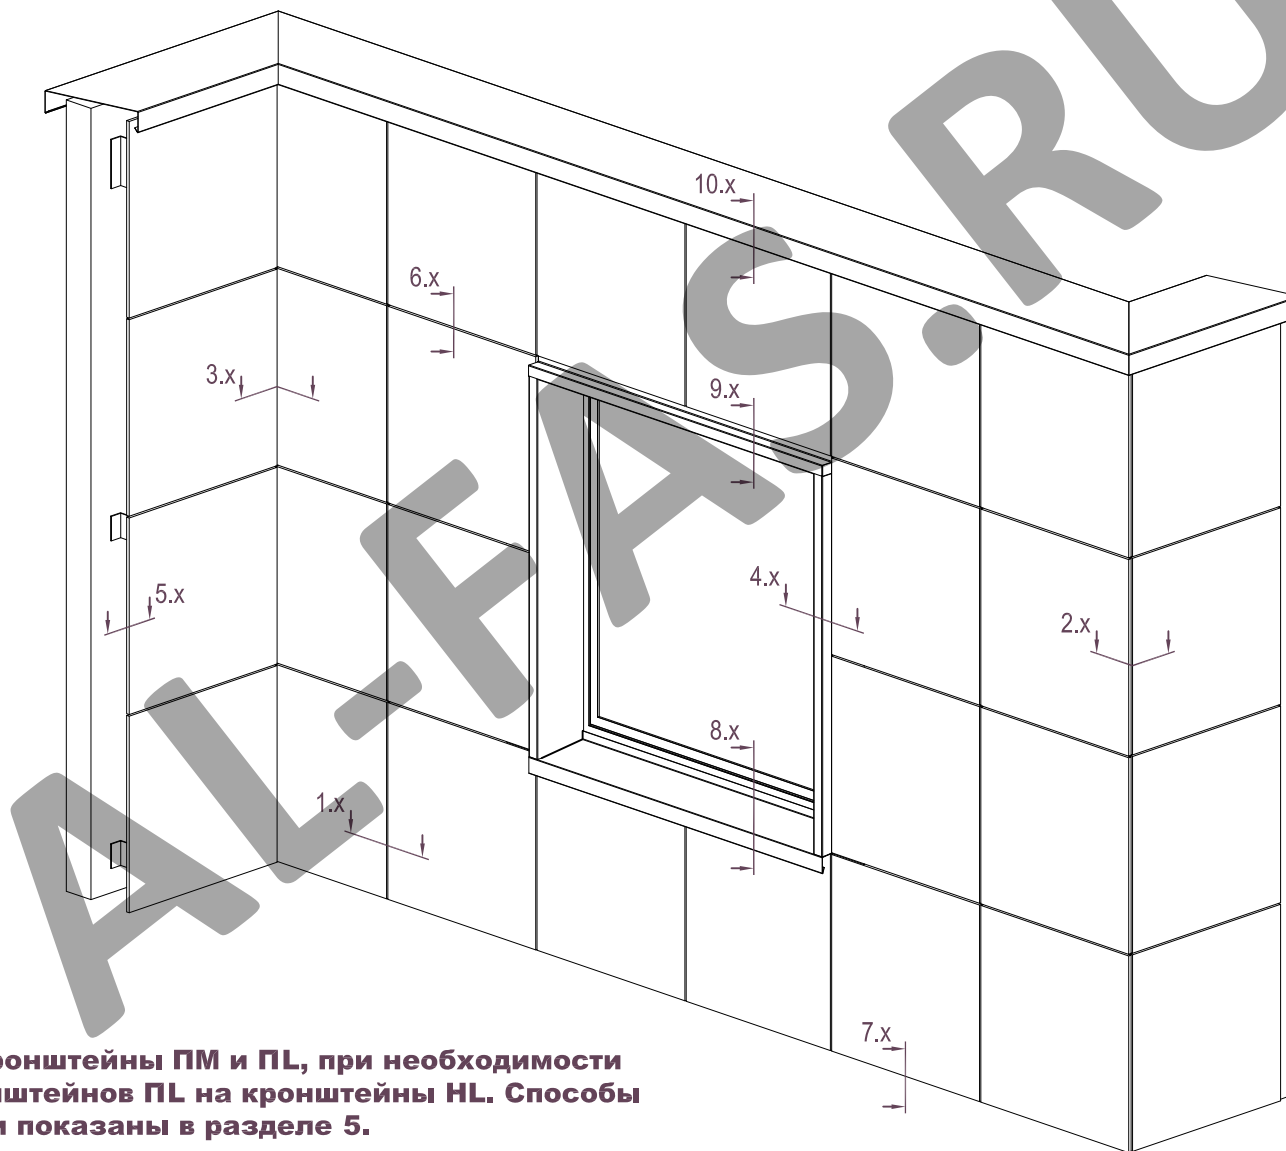 10.x
6.x
3.x
9.x
5.x
4.x
2.x
8.x
1.x
7.x
AL-FAS.RU
ронштейны ПМ и ПL, при необходимости
нштейнов ПL на кронштейны HL. Способы
и показаны в разделе 5.